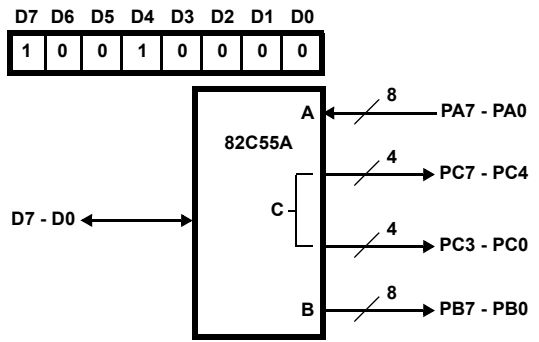 D7 D6 D5 D4 D3 D2 D1 D0
1 0 0 1 0 0 0 0
82C55A
A
8
PA7 - PA0
4
PC7 - PC4
C
D7 - D0
4
PC3 - PC0
B
8
PB7 - PB0